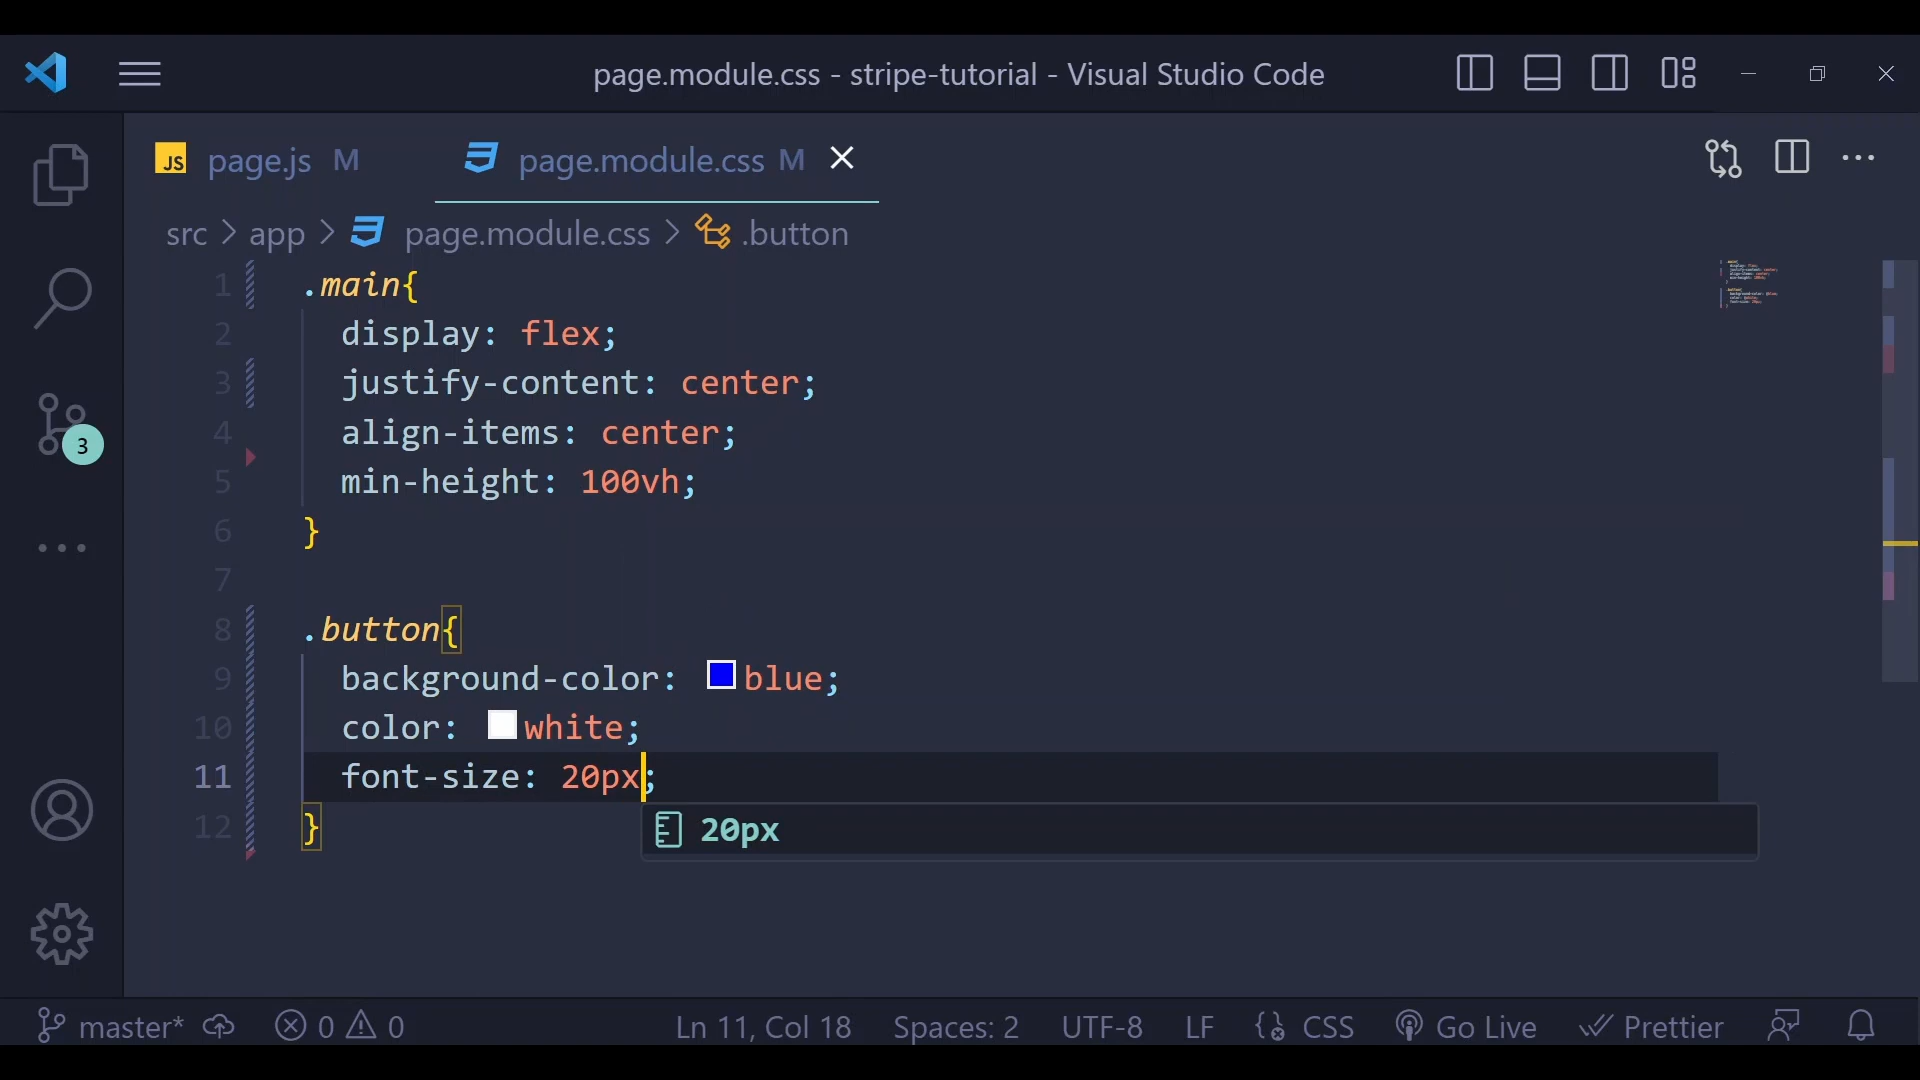 page.module.css - stripe-tutorial - Visual Studio Code
JS page.js M page.module.css M
src > app > page.module.css > .button
1 .main{
2 display: flex;
3 justify-content: center;
4 align-items: center;
5 min-height: 100vh;
6 }
7
8 .button{
9 background-color: blue;
10 color: white;
11 font-size: 20px;
12 }
20px
3
master* 0 0 Ln 11, Col 18 Spaces: 2 UTF-8 LF CSS Go Live Prettier